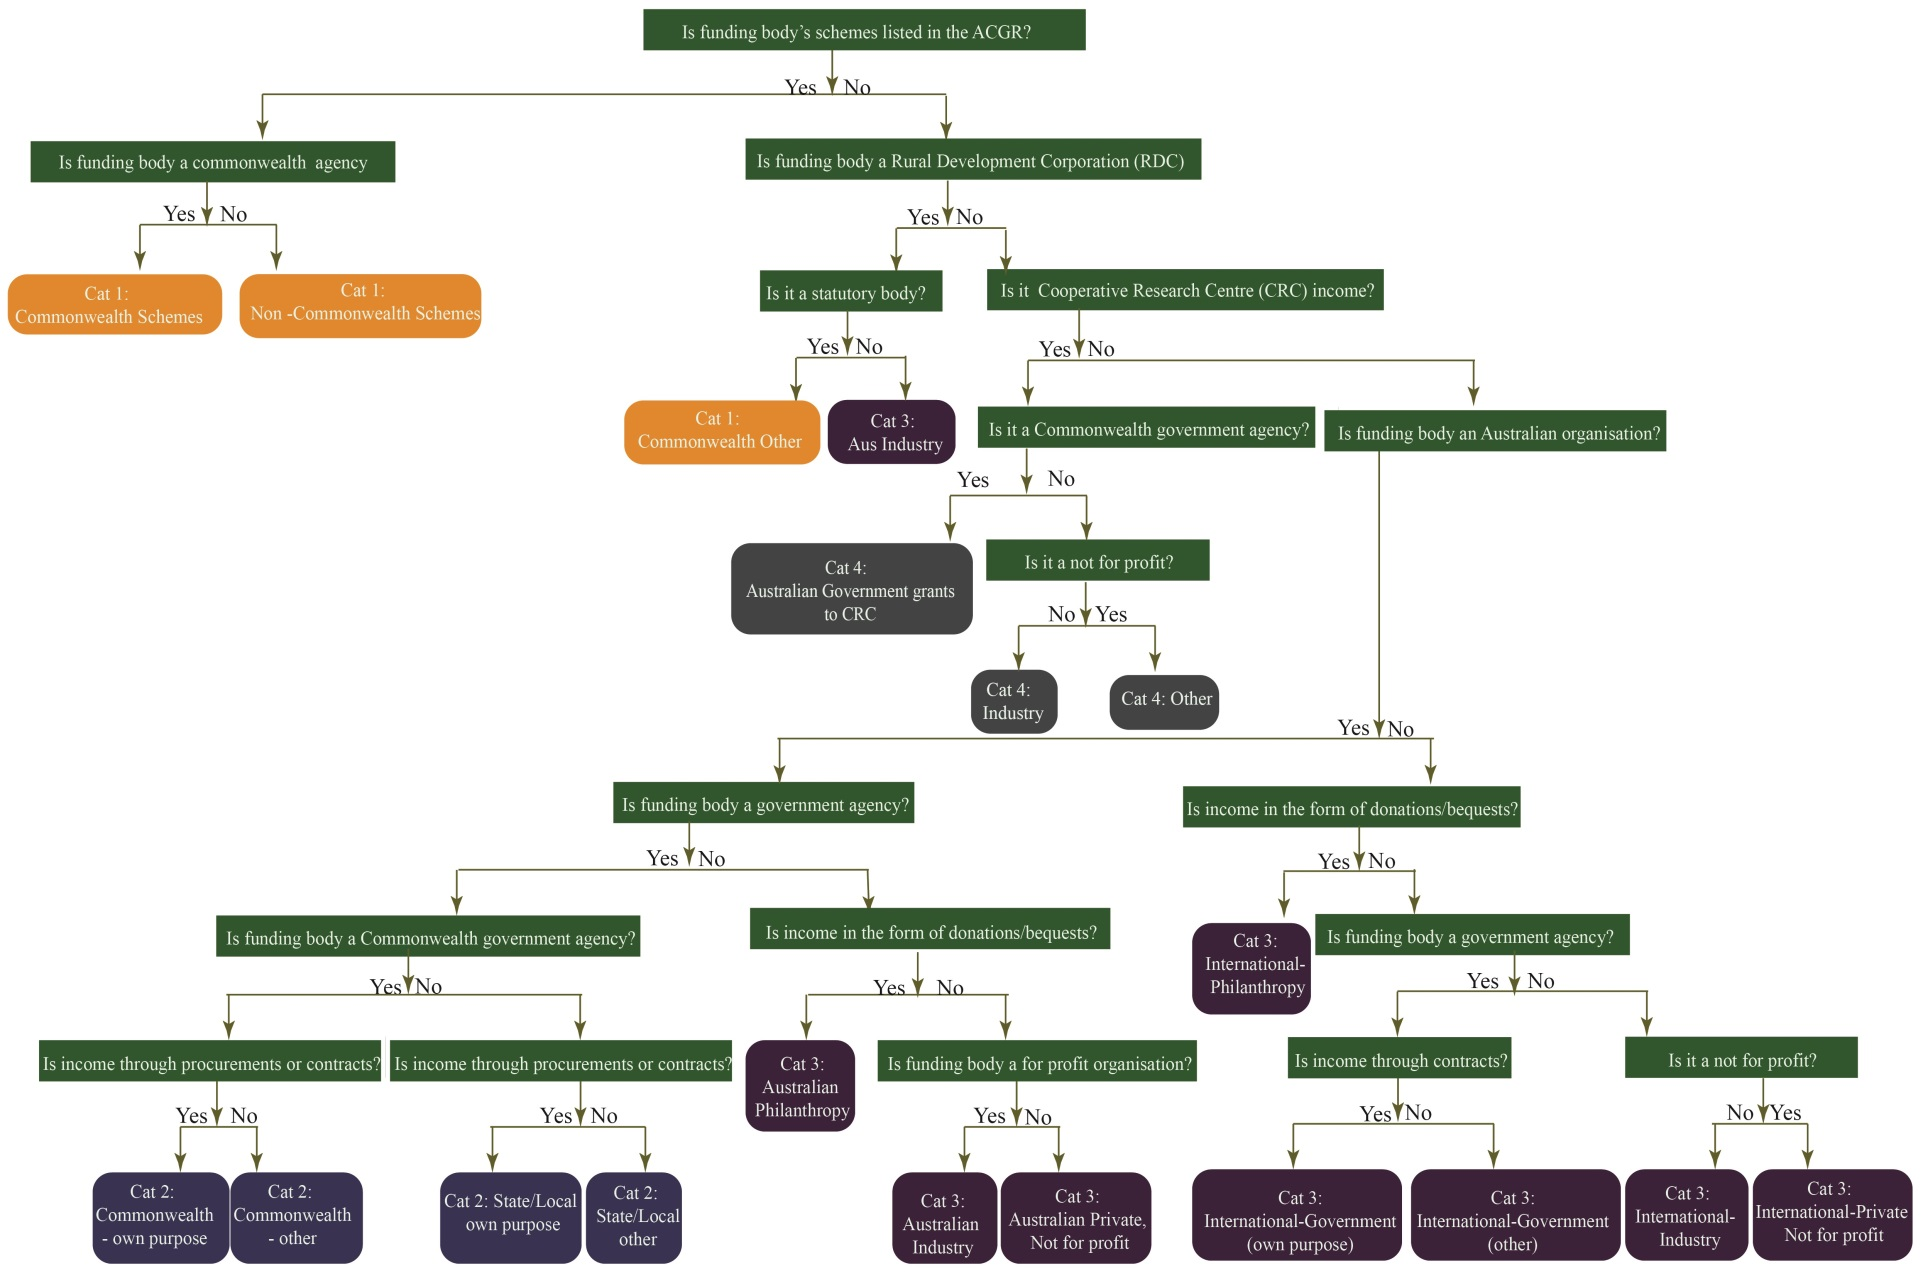 Is funding body's schemes listed in the ACGR?
Yes No
Is funding body a commonwealth agency
Is funding body a Rural Development Corporation (RDC)
Yes No
Yes No
Cat 1:
Commonwealth Schemes
Cat 1:
Non -Commonwealth Schemes
Is it a statutory body?
Is it Cooperative Research Centre (CRC) income?
Yes No
Yes No
Cat 1:
Commonwealth Other
Cat 3:
Aus Industry
Is it a Commonwealth government agency?
Is funding body an Australian organisation?
Yes No
Cat 4:
Australian Government grants
to CRC
Is it a not for profit?
No Yes
Cat 4:
Industry
Cat 4: Other
Yes No
Is funding body a government agency?
Is income in the form of donations/bequests?
Yes No
Yes No
Is funding body a Commonwealth government agency?
Is income in the form of donations/bequests?
Cat 3:
International-
Philanthropy
Is funding body a government agency?
Yes No
Yes No
Yes No
Is income through procurements or contracts?
Is income through procurements or contracts?
Cat 3:
Australian
Philanthropy
Is funding body a for profit organisation?
Is income through contracts?
Is it a not for profit?
Yes No
Yes No
Yes No
Yes No
No Yes
Cat 2:
Commonwealth
- own purpose
Cat 2:
Commonwealth
- other
Cat 2: State/Local
own purpose
Cat 2:
State/Local
other
Cat 3:
Australian
Industry
Cat 3:
Australian Private,
Not for profit
Cat 3:
International-Government
(own purpose)
Cat 3:
International-Government
(other)
Cat 3:
International-
Industry
Cat 3:
International-Private
Not for profit